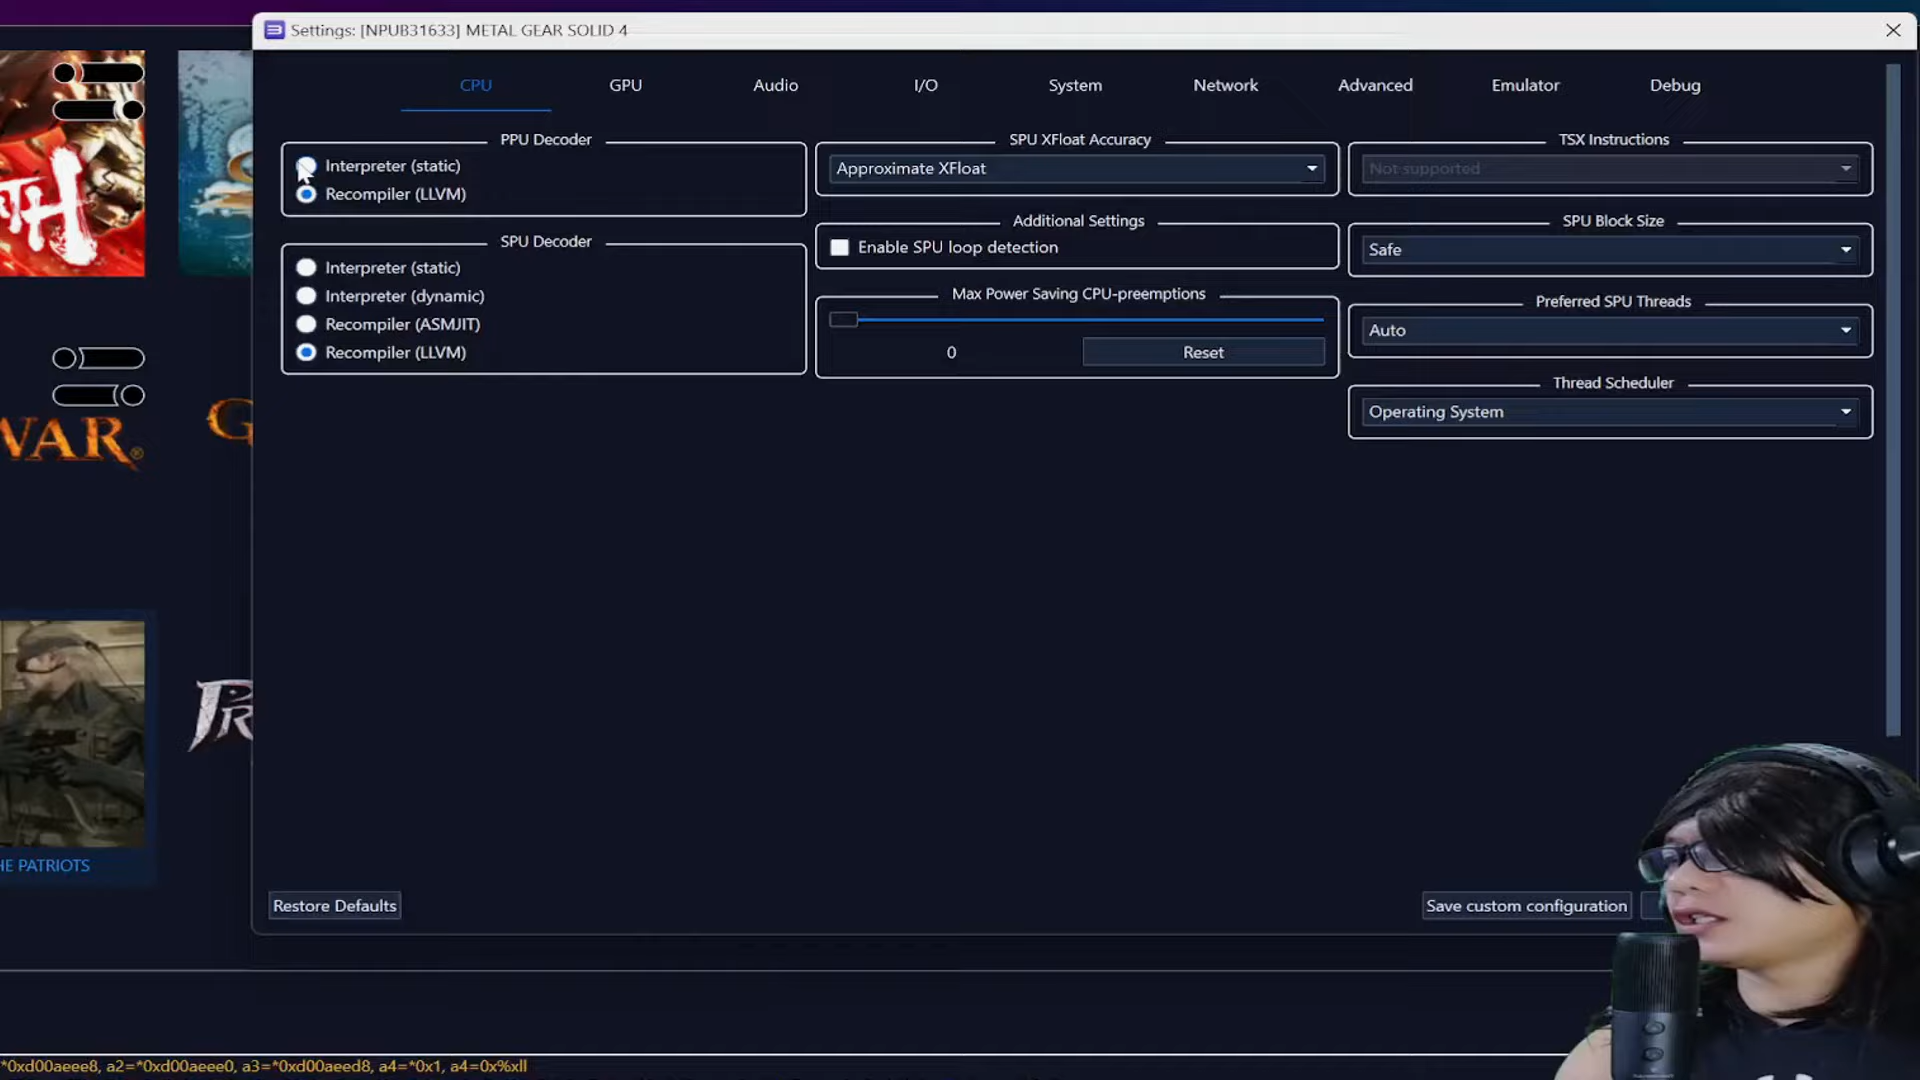 Settings: [NPUB31633] METAL GEAR SOLID 4
CPU
GPU
Audio
I/O
System
Network
Advanced
Emulator
Debug
PPU Decoder
Interpreter (static)
Recompiler (LLVM)
SPU Decoder
Interpreter (static)
Interpreter (dynamic)
Recompiler (ASMJIT)
Recompiler (LLVM)
SPU XFloat Accuracy
Approximate XFloat
Additional Settings
Enable SPU loop detection
Max Power Saving CPU-preemptions
0
Reset
TSX Instructions
Not supported
SPU Block Size
Safe
Preferred SPU Threads
Auto
Thread Scheduler
Operating System
WAR
HE PATRIOTS
Restore Defaults
Save custom configuration
*0xd00aeee8, a2=*0xd00aeee0, a3=*0xd00aeed8, a4=*0x1, a4=0x%xll